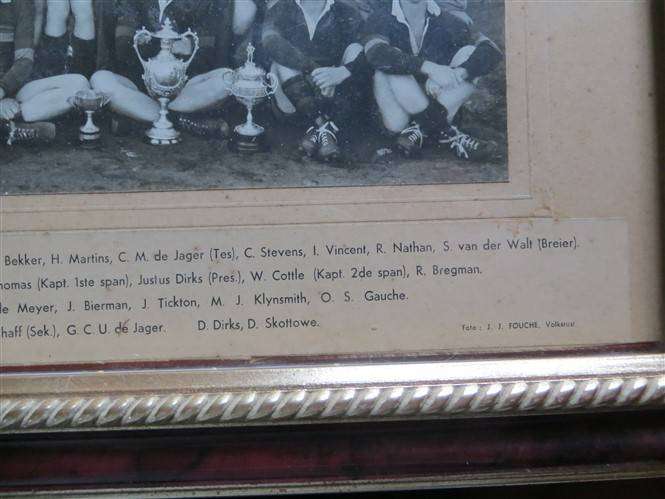 Bekker, H. Martins, C. M. de Jager (Tes), C. Stevens, I. Vincent, R. Nathan, S. van der Walt (Breier).
homas (Kapt. 1ste span), Justus Dirks (Pres.), W. Cottle (Kapt. 2de span), R. Bregman.
le Meyer, J. Bierman, J. Tickton, M. J. Klynsmith, O. S. Gauche.
haff (Sek.), G. C. U. de Jager. D. Dirks, D. Skottowe.
Foto : J. J. FOUCHE, Volksrust